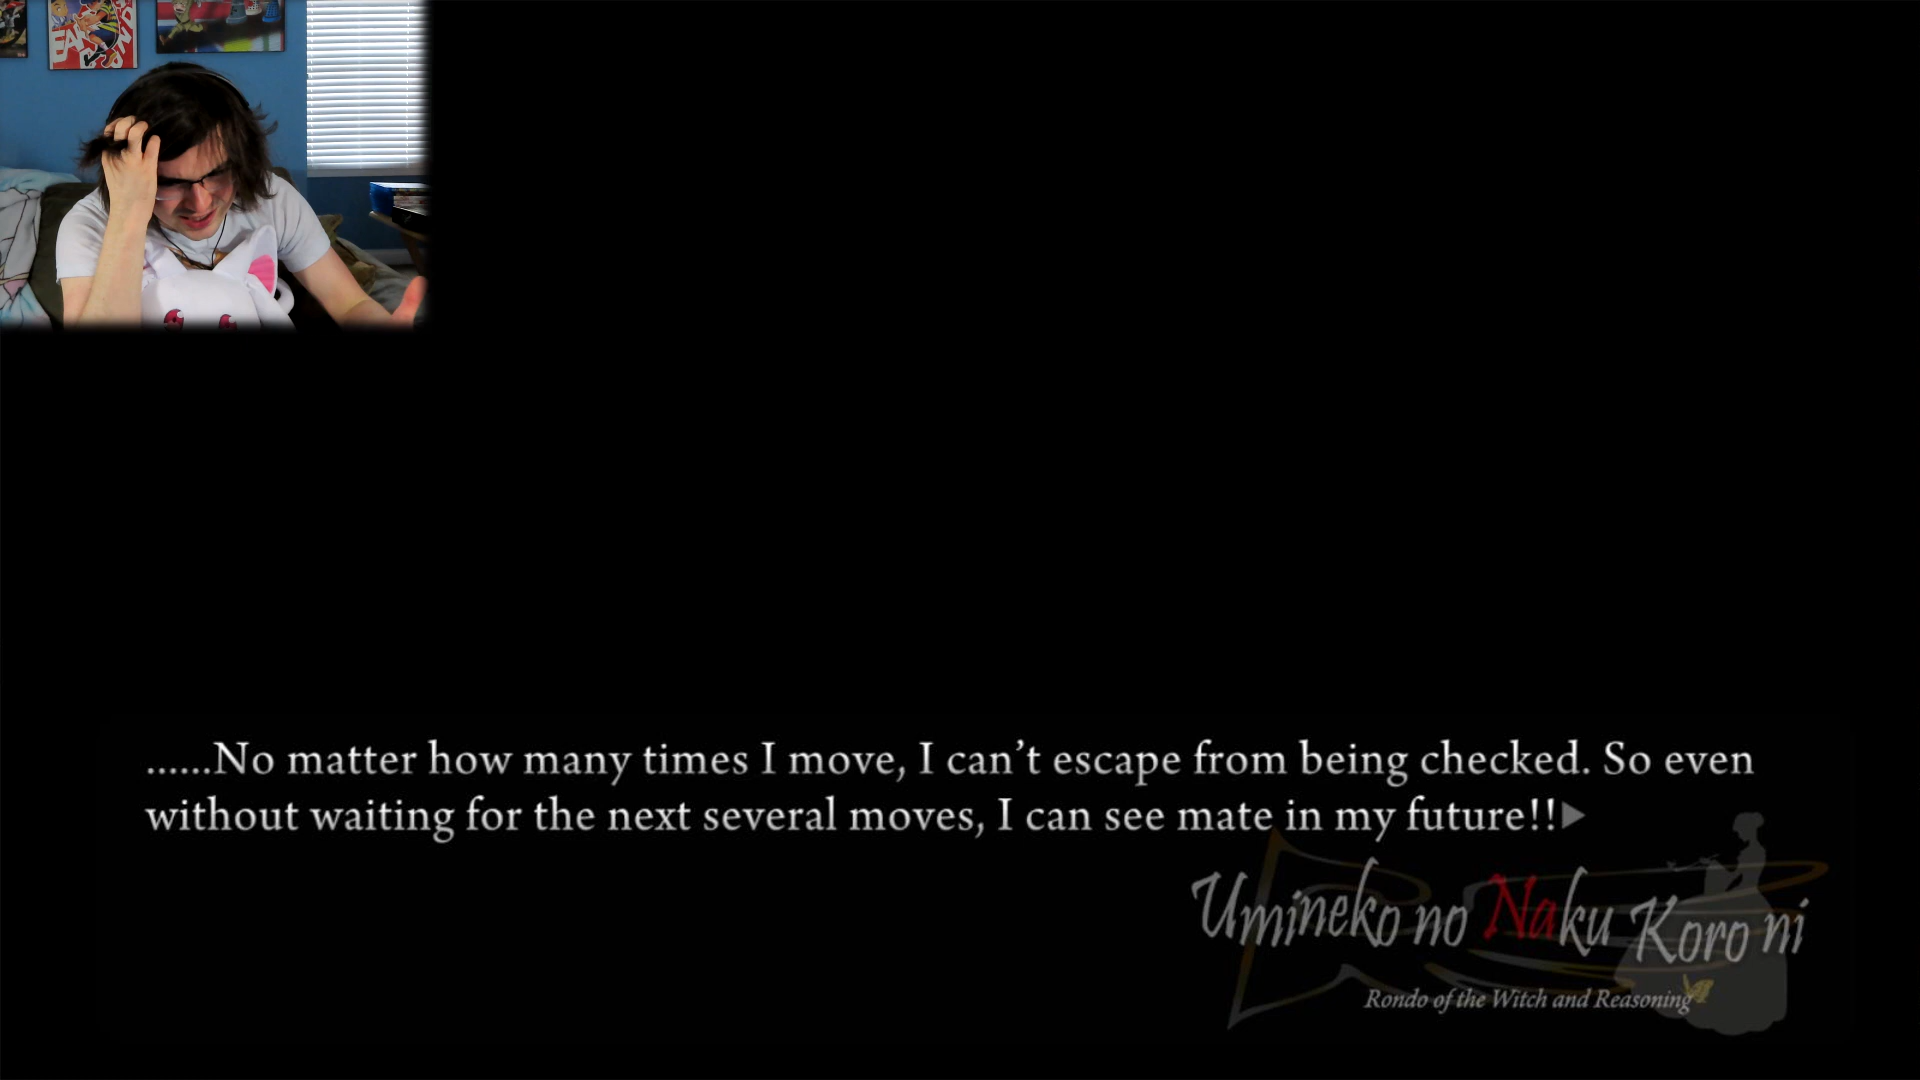 ......No matter how many times I move, I can’t escape from being checked. So even
without waiting for the next several moves, I can see mate in my future!!
Umineko no Naku Koro ni
Rondo of the Witch and Reasoning